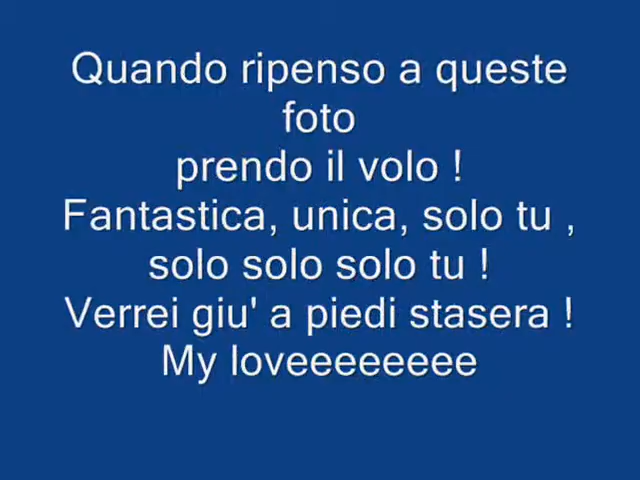 Quando ripenso a queste
foto
prendo il volo !
Fantastica, unica, solo tu ,
solo solo solo tu !
Verrei giu' a piedi stasera !
My loveeeeeeee